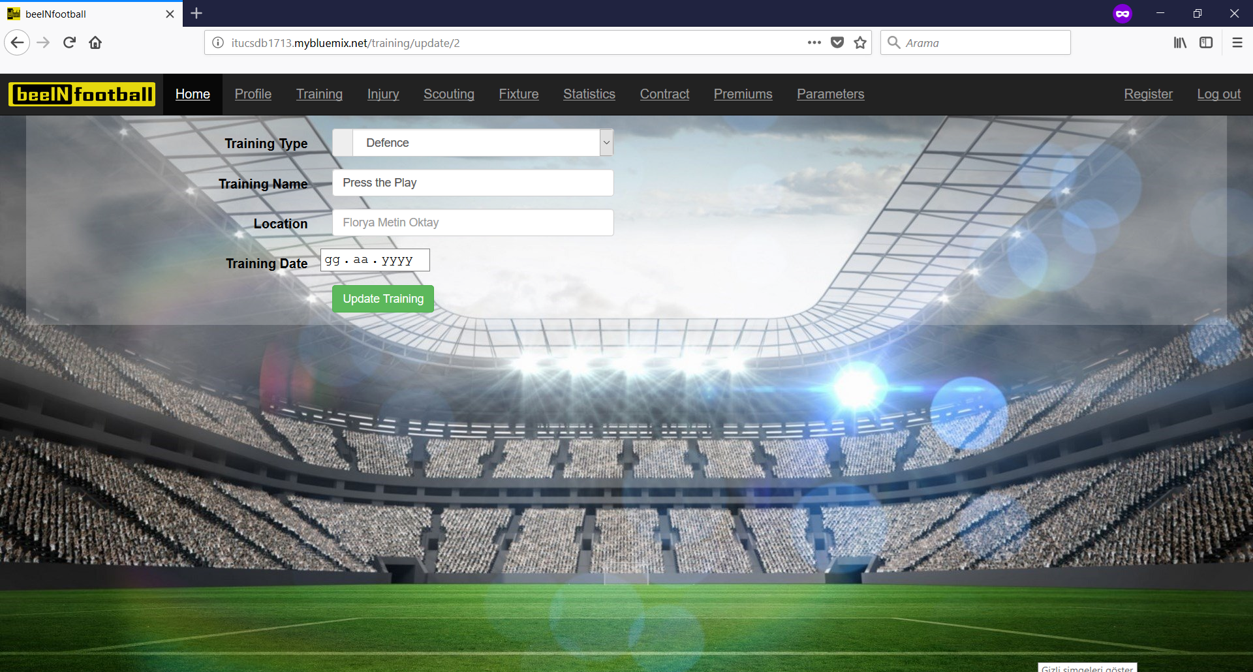 beeINfootball
itucsdb1713.mybluemix.net/training/update/2
Arama
beeINfootball Home Profile Training Injury Scouting Fixture Statistics Contract Premiums Parameters Register Log out
Training Type Defence
Training Name Press the Play
Location Florya Metin Oktay
Training Date gg.aa.yyyy
Update Training
Gizli simgeleri göster